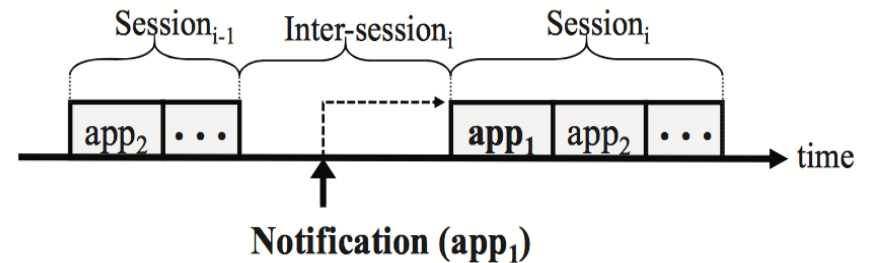 Session_{i-1} Inter-session_i Session_i
app_2 • • • app_1 app_2 • • •
time
Notification (app_1)